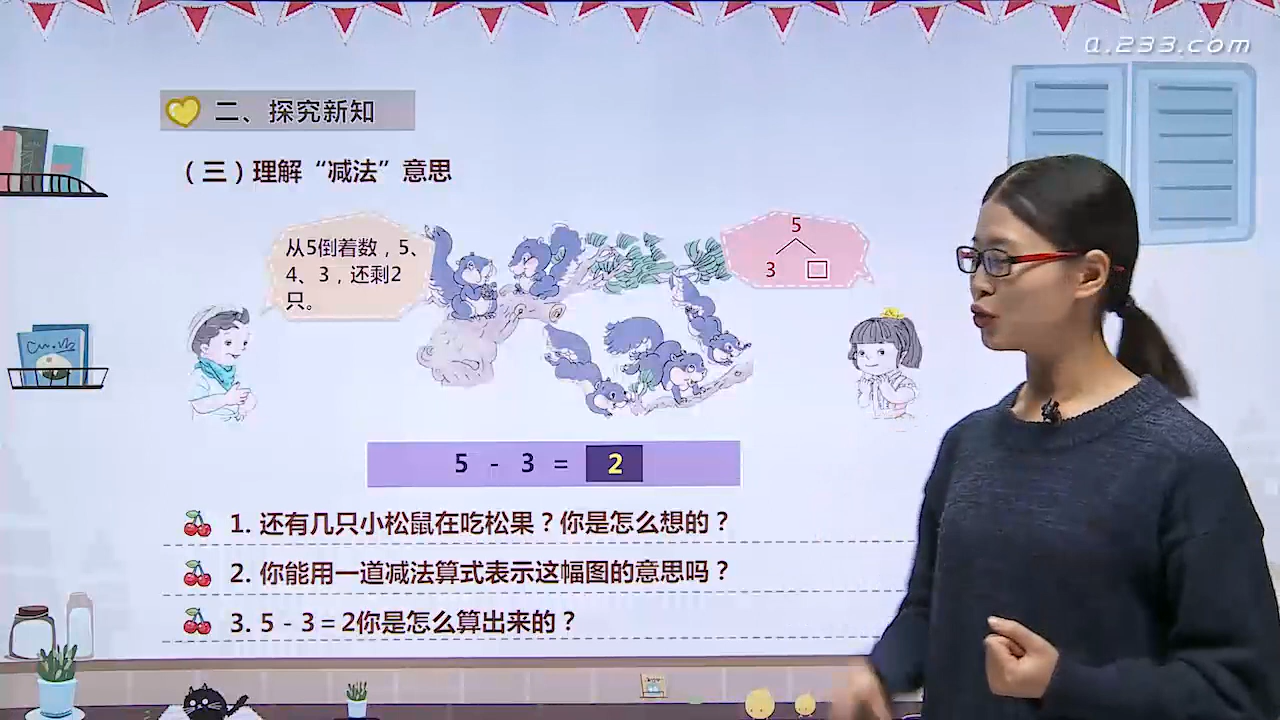 a.233.com
二、探究新知
（三）理解“减法”意思
从5倒着数，5、
4、3，还剩2
只。
5
3 □
5 - 3 = 2
1. 还有几只小松鼠在吃松果？你是怎么想的？
2. 你能用一道减法算式表示这幅图的意思吗？
3. 5 - 3 = 2你是怎么算出来的？